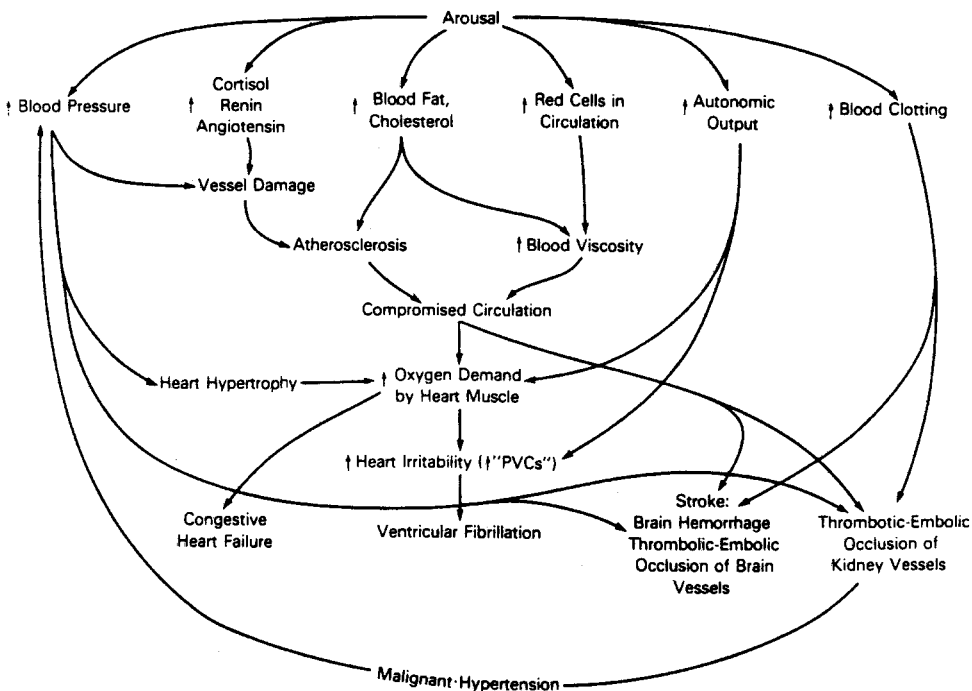 Arousal
↑ Blood Pressure
↑ Cortisol
Renin
Angiotensin
↑ Blood Fat,
Cholesterol
↑ Red Cells in
Circulation
↑ Autonomic
Output
↑ Blood Clotting
Vessel Damage
Atherosclerosis
↑ Blood Viscosity
Compromised Circulation
Heart Hypertrophy
↑ Oxygen Demand
by Heart Muscle
↑ Heart Irritability (↑"PVCs")
Congestive
Heart Failure
Ventricular Fibrillation
Stroke:
Brain Hemorrhage
Thrombolic-Embolic
Occlusion of Brain
Vessels
Thrombotic-Embolic
Occlusion of
Kidney Vessels
Malignant·Hypertension